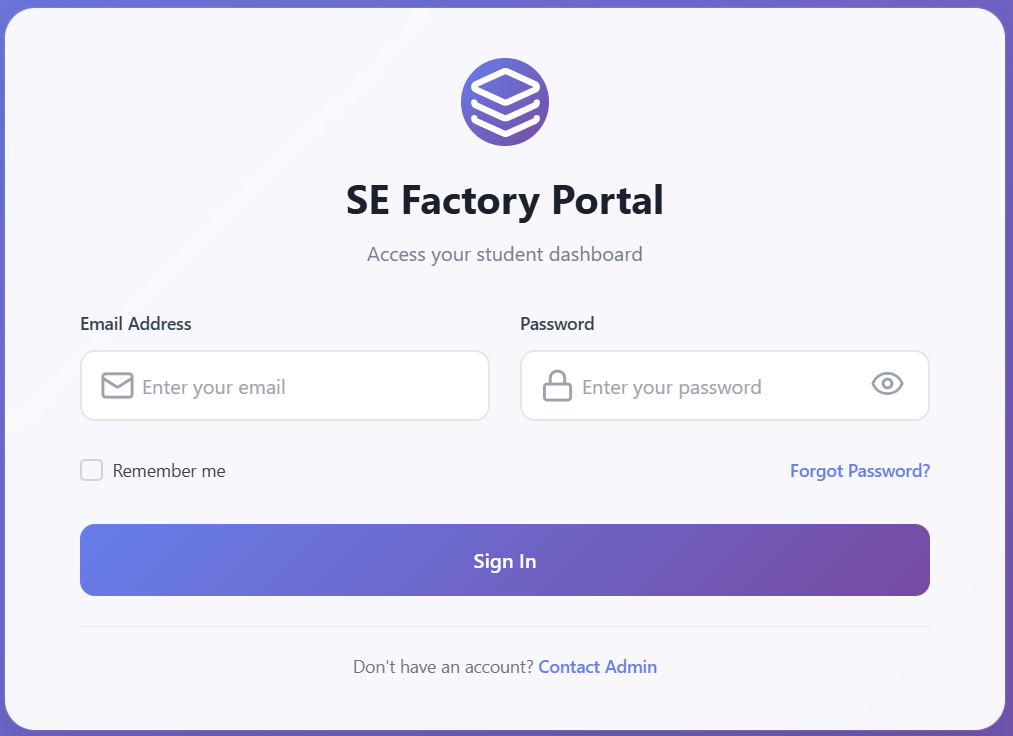 SE Factory Portal
Access your student dashboard
Email Address
Enter your email
Password
Enter your password
Remember me
Forgot Password?
Sign In
Don't have an account? Contact Admin